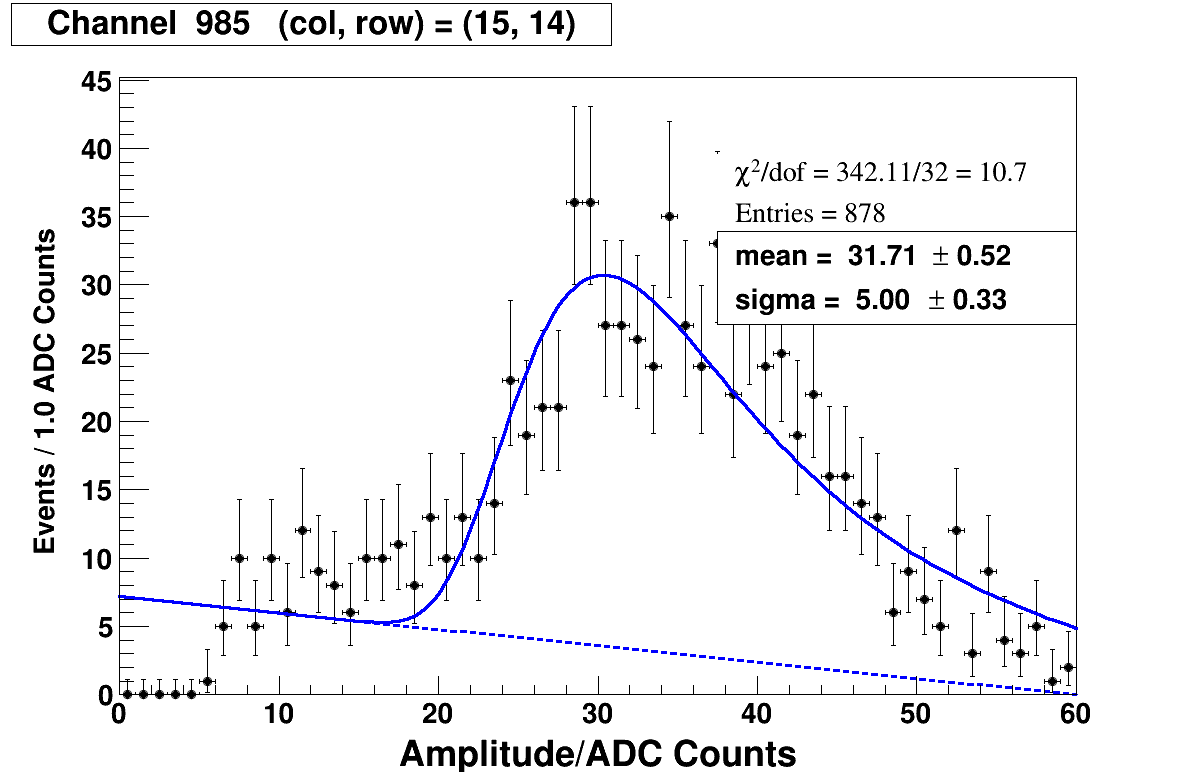 Channel 985 (col, row) = (15, 14)
45
40
35
30
25
20
15
10
5
0
Events / 1.0 ADC Counts
χ²/dof = 342.11/32 = 10.7
Entries = 878
mean = 31.71 ± 0.52
sigma = 5.00 ± 0.33
0 10 20 30 40 50 60
Amplitude/ADC Counts